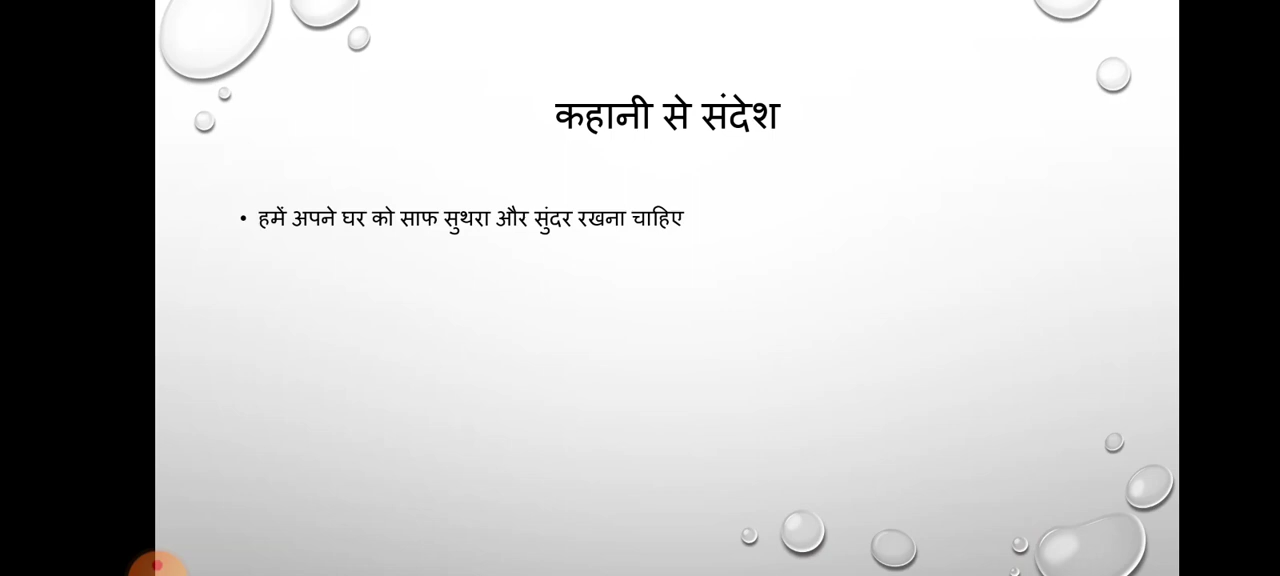 कहानी से संदेश
• हमें अपने घर को साफ सुथरा और सुंदर रखना चाहिए